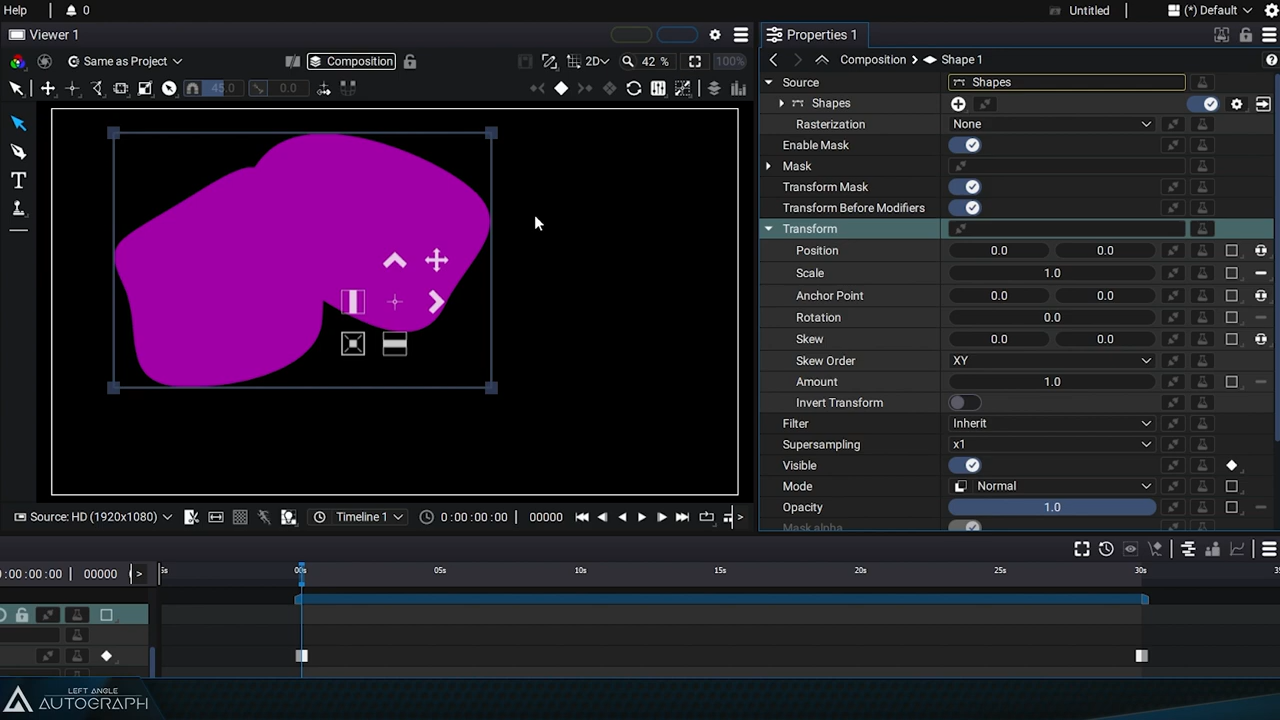 Help 0 Untitled (*) Default
Viewer 1 Properties 1
Same as Project Composition 2D 42 % 100% Composition > Shape 1
45.0 0.0
Source Shapes
Shapes
Rasterization None
Enable Mask
Mask
Transform Mask
Transform Before Modifiers
Transform
Position 0.0 0.0
Scale 1.0
Anchor Point 0.0 0.0
Rotation 0.0
Skew 0.0 0.0
Skew Order XY
Amount 1.0
Invert Transform
Filter Inherit
Supersampling x1
Visible
Mode Normal
Opacity 1.0
Mask alpha
Source: HD (1920x1080) Timeline 1 0:00:00:00 00000
0:00:00:00 00000 5s 00s 05s 10s 15s 20s 25s 30s 35
LEFT ANGLE
AUTOGRAPH